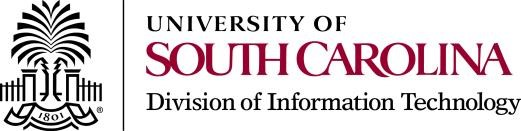 UNIVERSITY OF
SOUTH CAROLINA
Division of Information Technology
1801
®